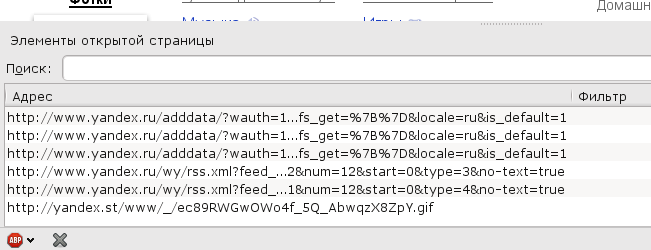 Фотки
Музыка
Игры
Домашн
Элементы открытой страницы
Поиск:
Адрес Фильтр
http://www.yandex.ru/adddata/?wauth=1...fs_get=%7B%7D&locale=ru&is_default=1
http://www.yandex.ru/adddata/?wauth=1...fs_get=%7B%7D&locale=ru&is_default=1
http://www.yandex.ru/adddata/?wauth=1...fs_get=%7B%7D&locale=ru&is_default=1
http://www.yandex.ru/wy/rss.xml?feed_...2&num=12&start=0&type=3&no-text=true
http://www.yandex.ru/wy/rss.xml?feed_...1&num=12&start=0&type=4&no-text=true
http://yandex.st/www/_/ec89RWGwOWo4f_5Q_AbwqzX8ZpY.gif
ABP